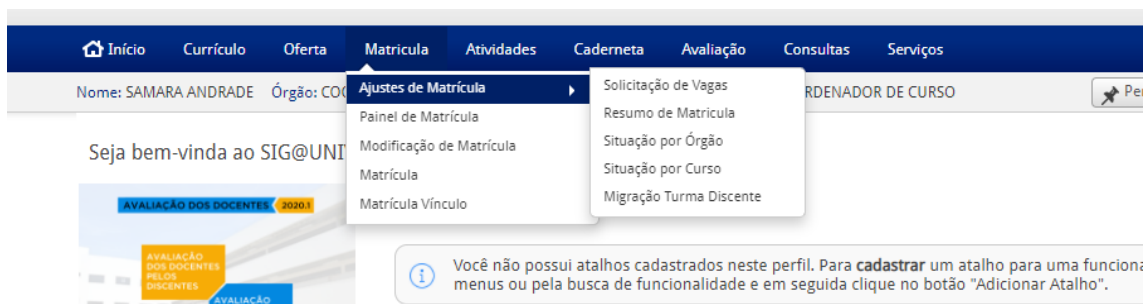 Início Currículo Oferta Matricula Atividades Caderneta Avaliação Consultas Serviços
Nome: SAMARA ANDRADE Órgão: COORDENADOR DE CURSO
Ajustes de Matrícula
Painel de Matrícula
Modificação de Matrícula
Matrícula
Matrícula Vínculo
Solicitação de Vagas
Resumo de Matricula
Situação por Órgão
Situação por Curso
Migração Turma Discente
Seja bem-vinda ao SIG@UNI
AVALIAÇÃO DOS DOCENTES 2020.1
AVALIAÇÃO
DOS DOCENTES
PELOS
DISCENTES
AVALIAÇÃO
Você não possui atalhos cadastrados neste perfil. Para cadastrar um atalho para uma funciona
menus ou pela busca de funcionalidade e em seguida clique no botão "Adicionar Atalho".